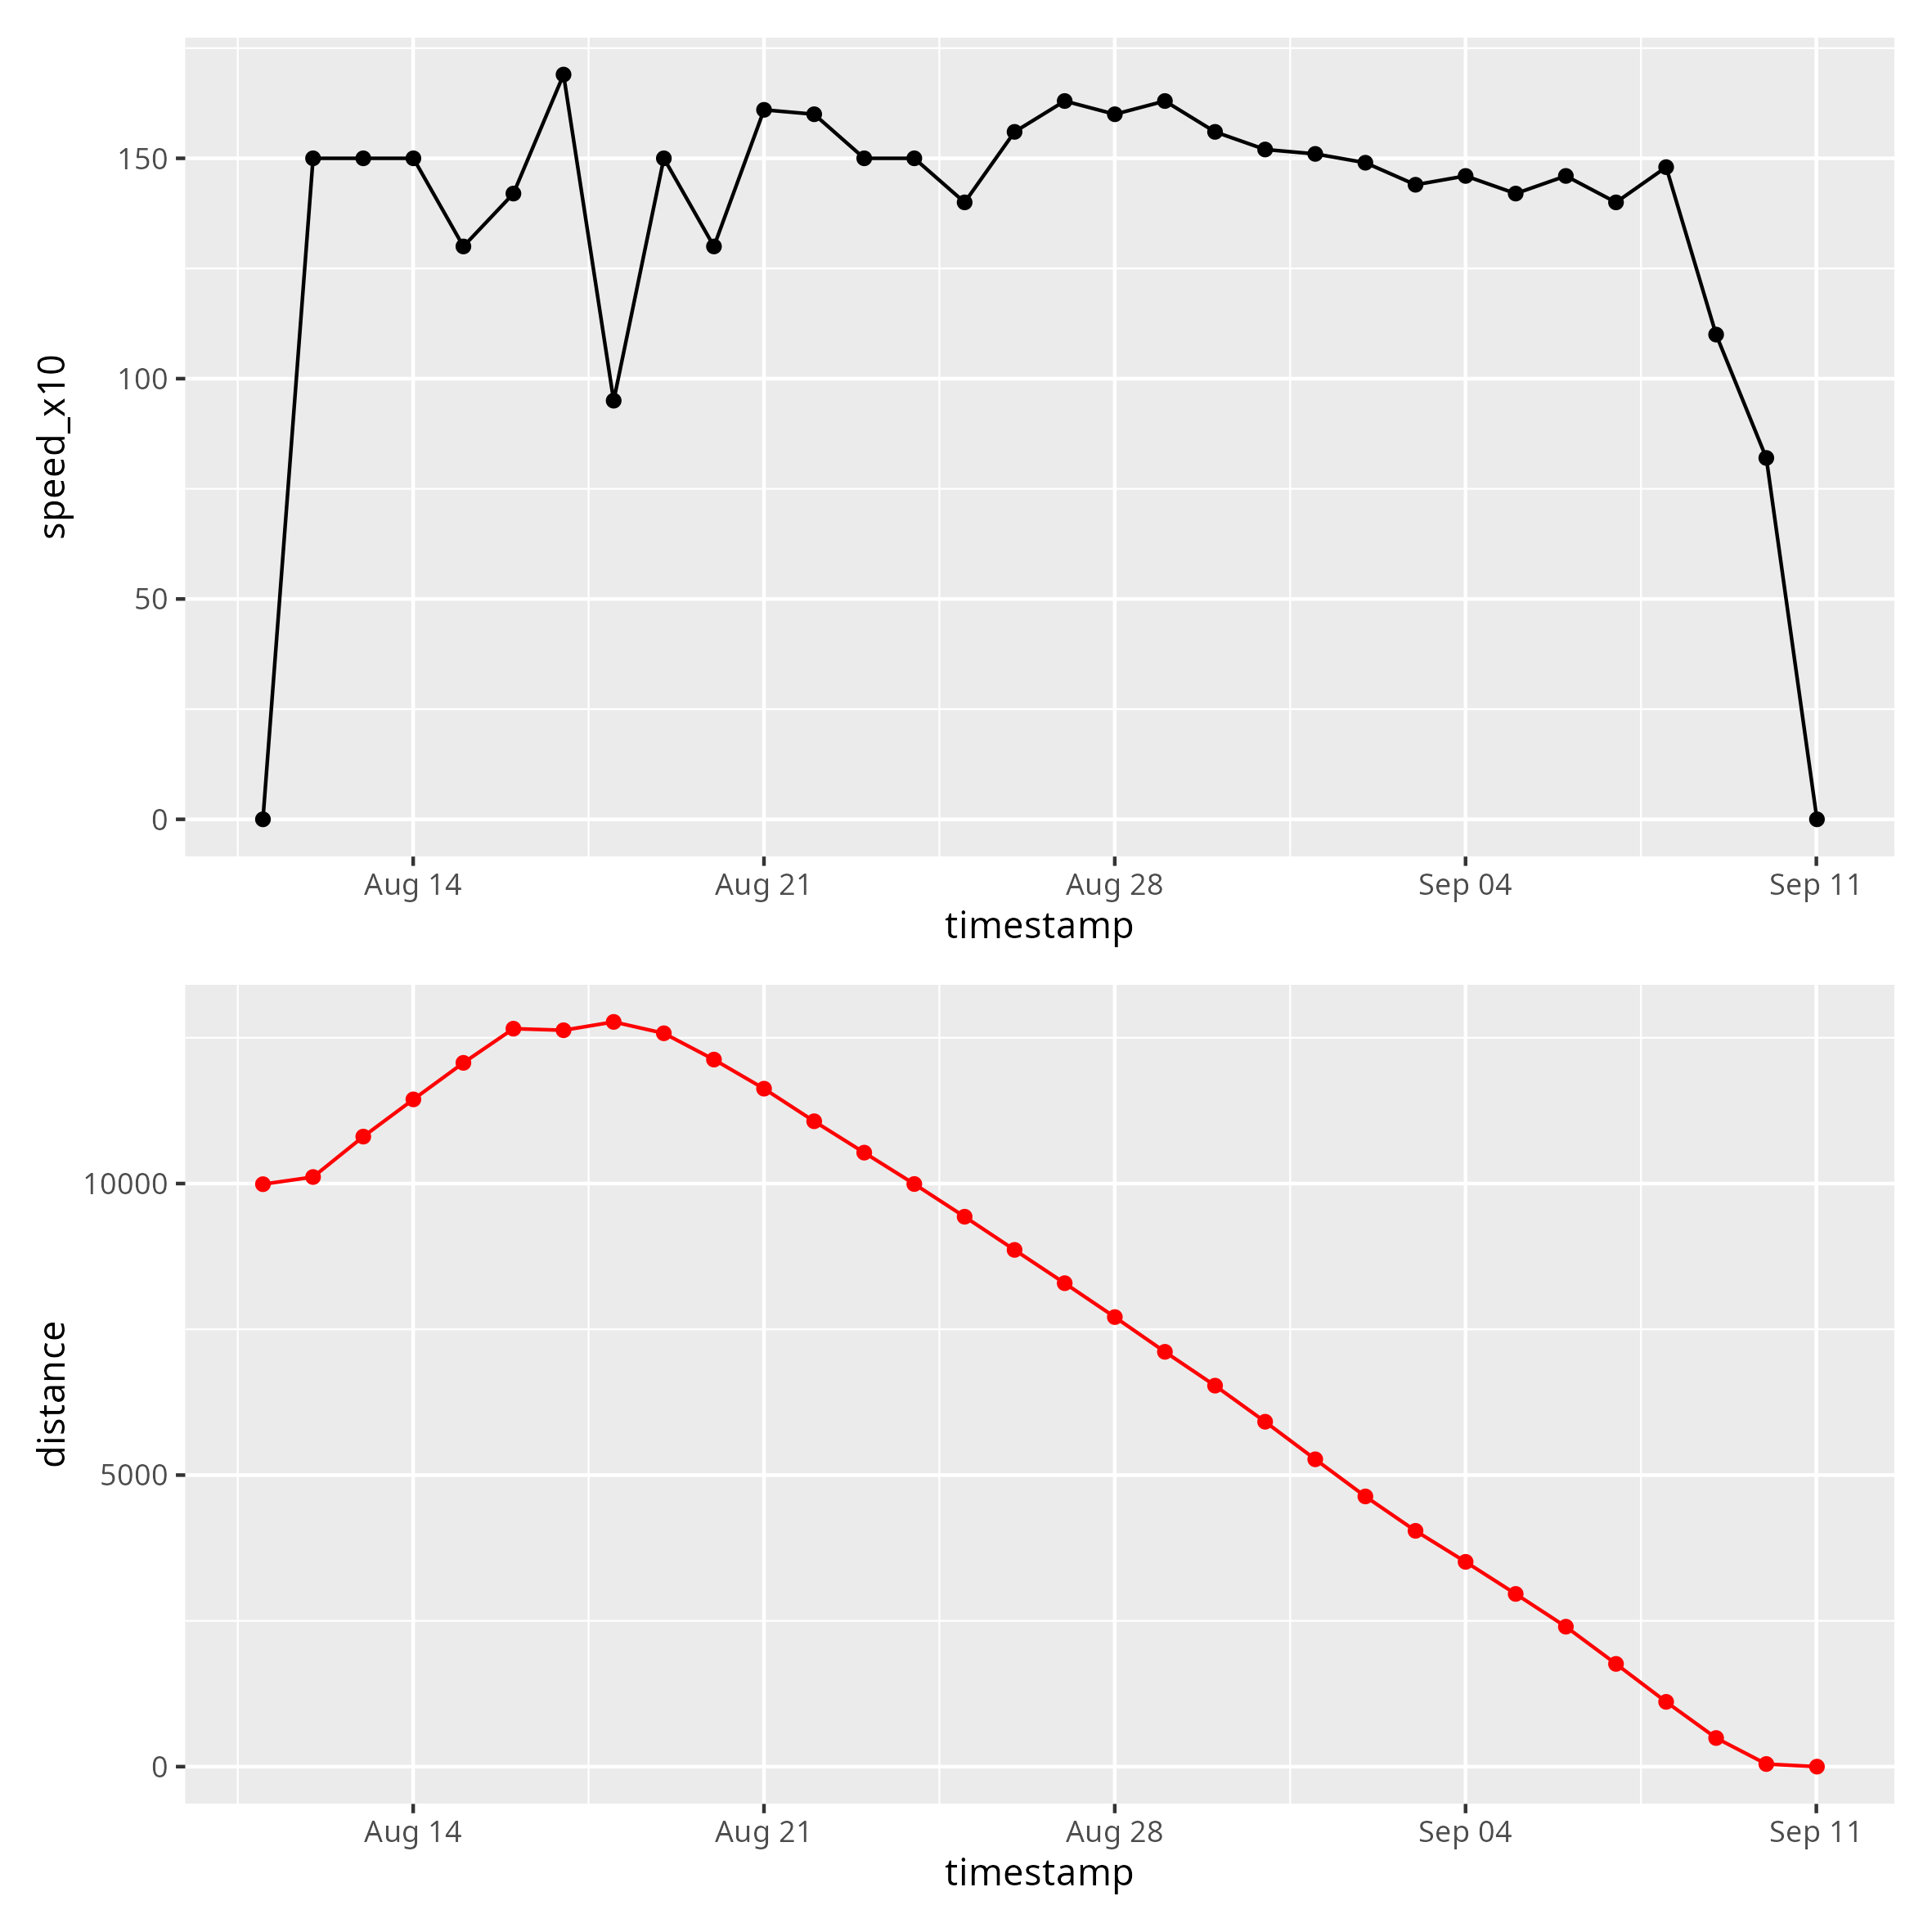 speed_x10
150
100
50
0
Aug 14 Aug 21 Aug 28 Sep 04 Sep 11
timestamp
distance
10000
5000
0
Aug 14 Aug 21 Aug 28 Sep 04 Sep 11
timestamp